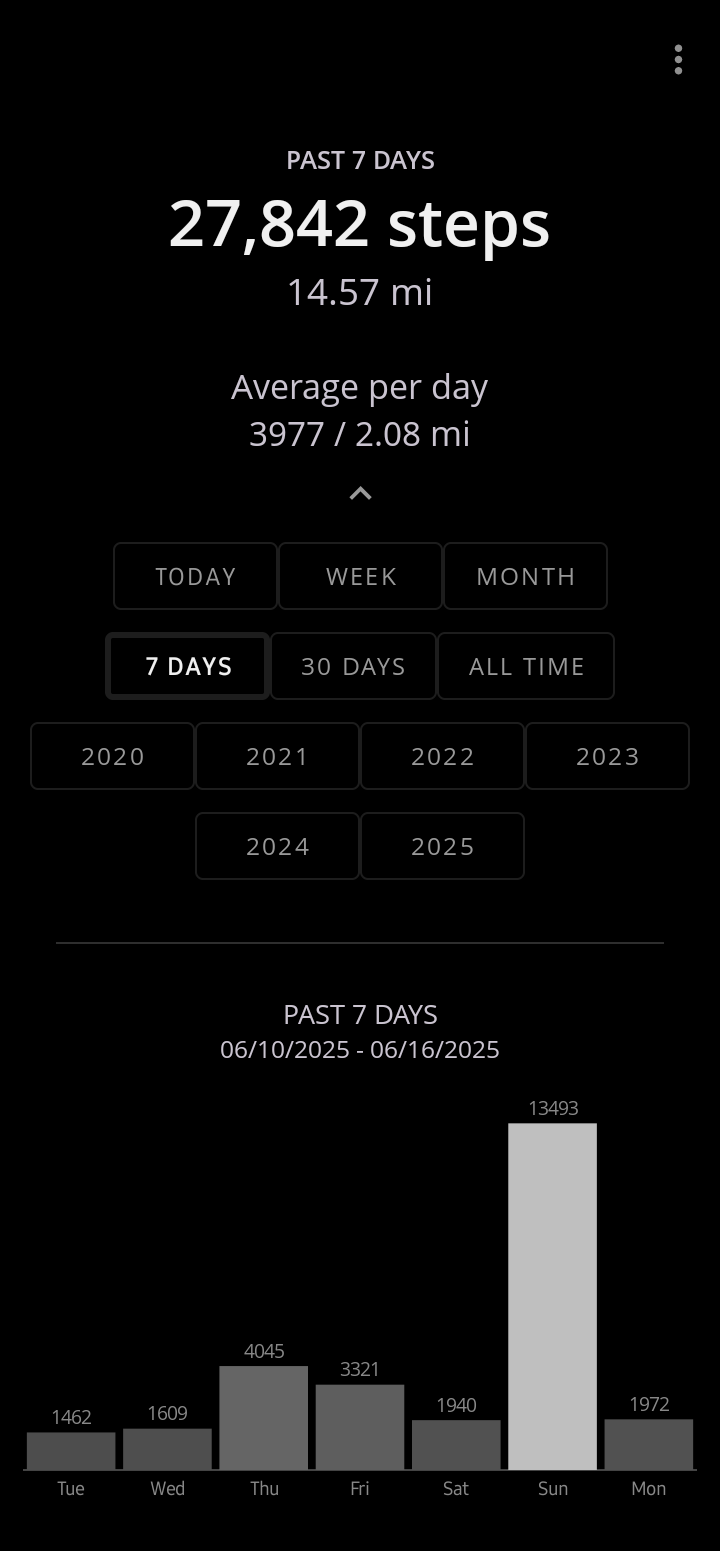 PAST 7 DAYS
27,842 steps
14.57 mi
Average per day
3977 / 2.08 mi
TODAY WEEK MONTH
7 DAYS 30 DAYS ALL TIME
2020 2021 2022 2023
2024 2025
PAST 7 DAYS
06/10/2025 - 06/16/2025
13493
4045
3321
1462 1609 1940 1972
Tue Wed Thu Fri Sat Sun Mon